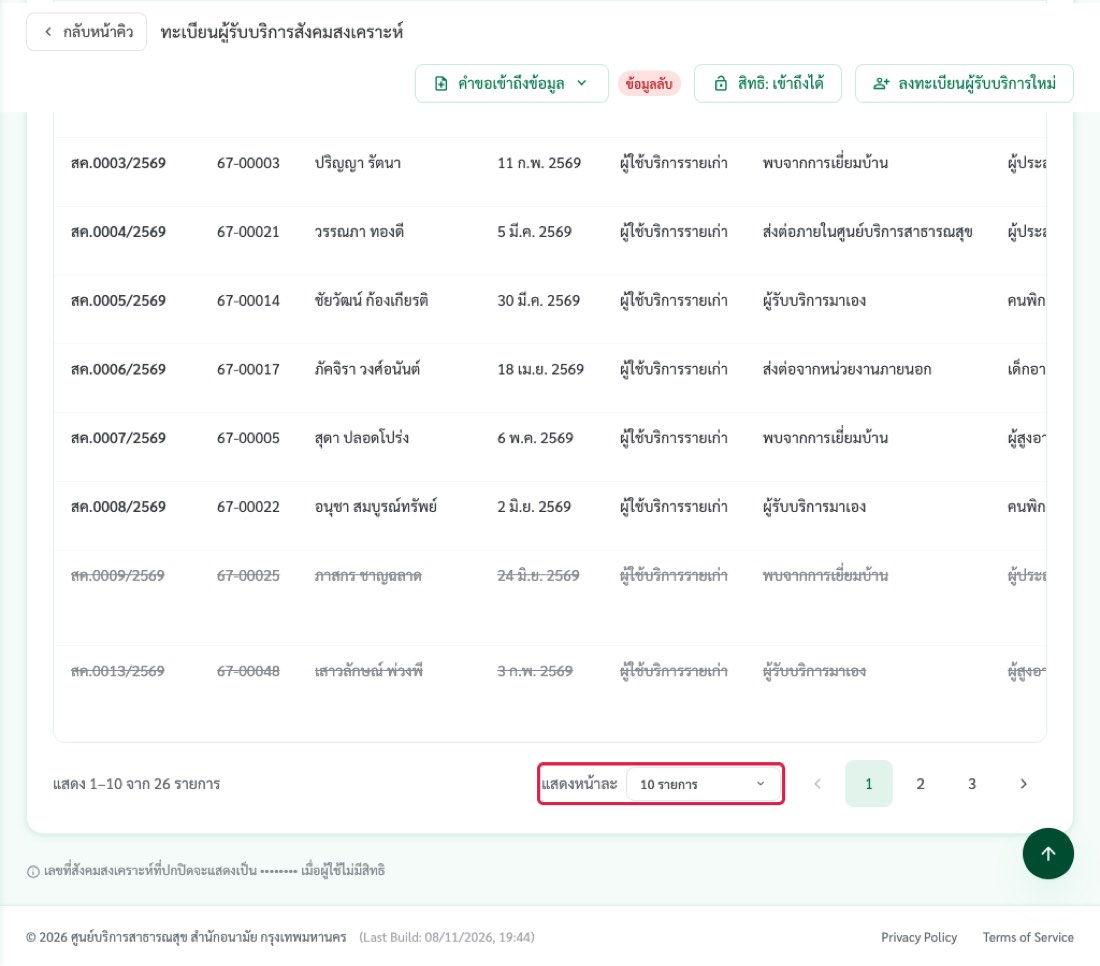 กลับหน้าคิว ทะเบียนผู้รับบริการสังคมสงเคราะห์
คำขอเข้าถึงข้อมูล ข้อมูลลับ สิทธิ: เข้าถึงได้ ลงทะเบียนผู้รับบริการใหม่
สค.0003/2569 67-00003 ปริญญา รัตนา 11 ก.พ. 2569 ผู้ใช้บริการรายเก่า พบจากการเยี่ยมบ้าน
สค.0004/2569 67-00021 วรรณภา ทองดี 5 มี.ค. 2569 ผู้ใช้บริการรายเก่า ส่งต่อภายในศูนย์บริการสาธารณสุข
สค.0005/2569 67-00014 ชัยวัฒน์ ก้องเกียรติ 30 มี.ค. 2569 ผู้ใช้บริการรายเก่า ผู้รับบริการมาเอง คนพิก
สค.0006/2569 67-00017 ภัคจิรา วงศ์อนันต์ 18 เม.ย. 2569 ผู้ใช้บริการรายเก่า ส่งต่อจากหน่วยงานภายนอก เด็กอา
สค.0007/2569 67-00005 สุดา ปลอดโปร่ง 6 พ.ค. 2569 ผู้ใช้บริการรายเก่า พบจากการเยี่ยมบ้าน
สค.0008/2569 67-00022 อนุชา สมบูรณ์ทรัพย์ 2 มิ.ย. 2569 ผู้ใช้บริการรายเก่า ผู้รับบริการมาเอง คนพิก
สค.0009/2569 67-00025 ภาสกร ชาญฉลาด 24 มิ.ย. 2569 ผู้ใช้บริการรายเก่า พบจากการเยี่ยมบ้าน
สค.0013/2569 67-00048 เสาวลักษณ์ พ่วงพี 3 ก.พ. 2569 ผู้ใช้บริการรายเก่า ผู้รับบริการมาเอง
แสดง 1–10 จาก 26 รายการ แสดงหน้าละ 10 รายการ 1 2 3
เลขที่สังคมสงเคราะห์ที่ปกปิดจะแสดงเป็น •••••••• เมื่อผู้ใช้ไม่มีสิทธิ
© 2026 ศูนย์บริการสาธารณสุข สำนักอนามัย กรุงเทพมหานคร (Last Build: 08/11/2026, 19:44) Privacy Policy Terms of Service